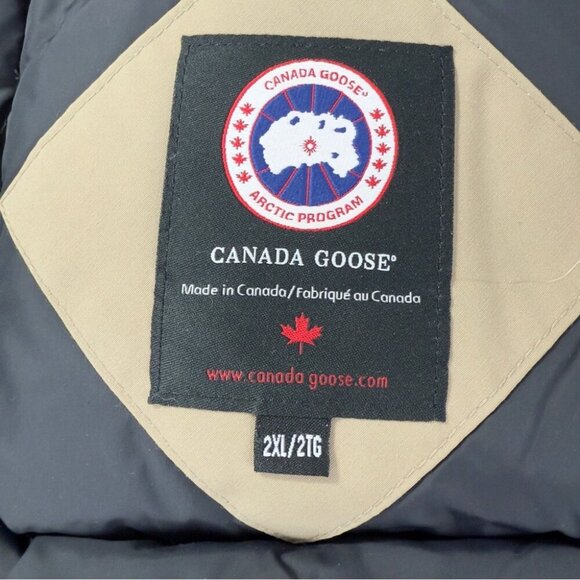 CANADA GOOSE®
ARCTIC PROGRAM
CANADA GOOSE®
Made in Canada/Fabriqué au Canada
www.canada goose.com
2XL/2TG